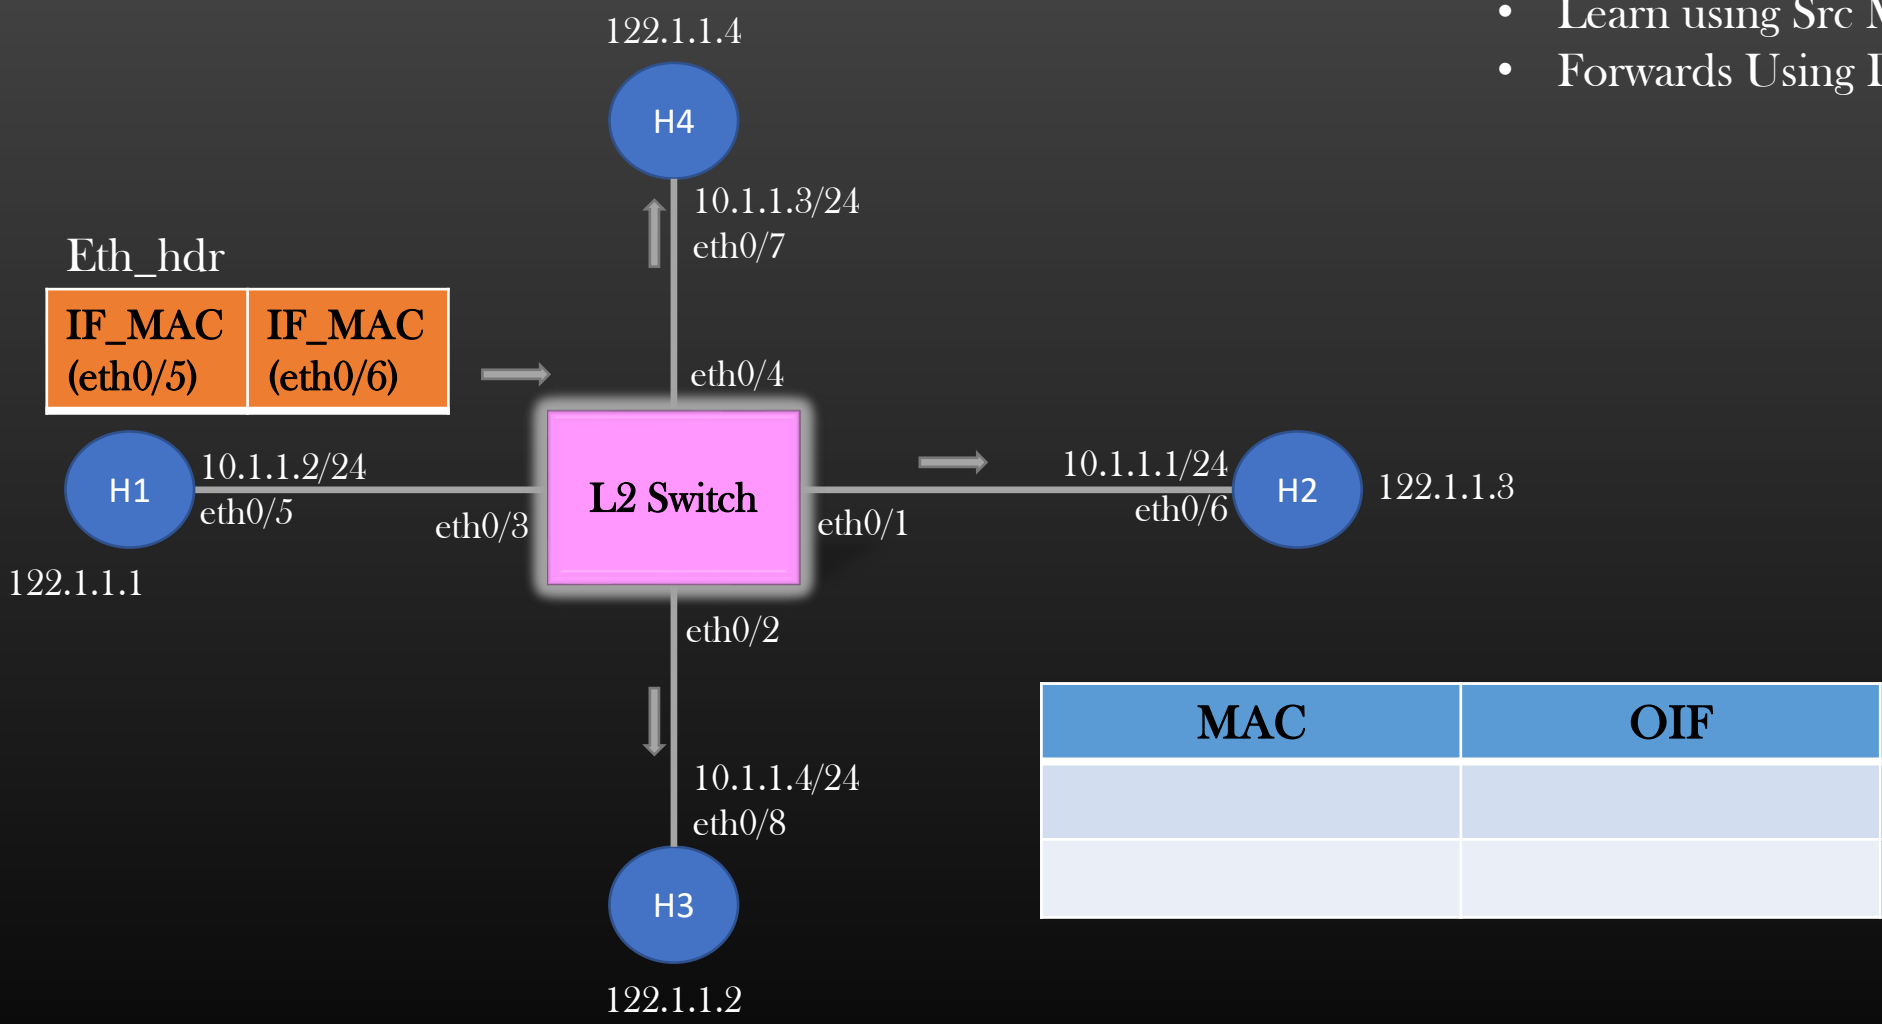 • Learn using Src
• Forwards Using
122.1.1.4
H4
10.1.1.3/24
eth0/7
Eth_hdr
IF_MAC (eth0/5)
IF_MAC (eth0/6)
eth0/4
L2 Switch
H1
10.1.1.2/24
eth0/5
eth0/3
122.1.1.1
eth0/1
10.1.1.1/24
eth0/6
H2
122.1.1.3
eth0/2
10.1.1.4/24
eth0/8
H3
122.1.1.2
MAC
OIF